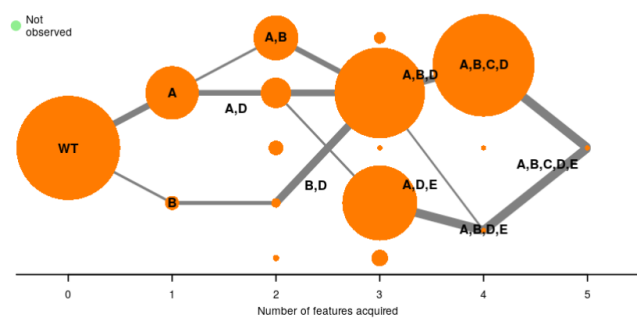 Not
observed
A,B
A,B,D
A,B,C,D
A
A,D
WT
A,B,C,D,E
B,D
A,D,E
B
A,B,D,E
0 1 2 3 4 5
Number of features acquired